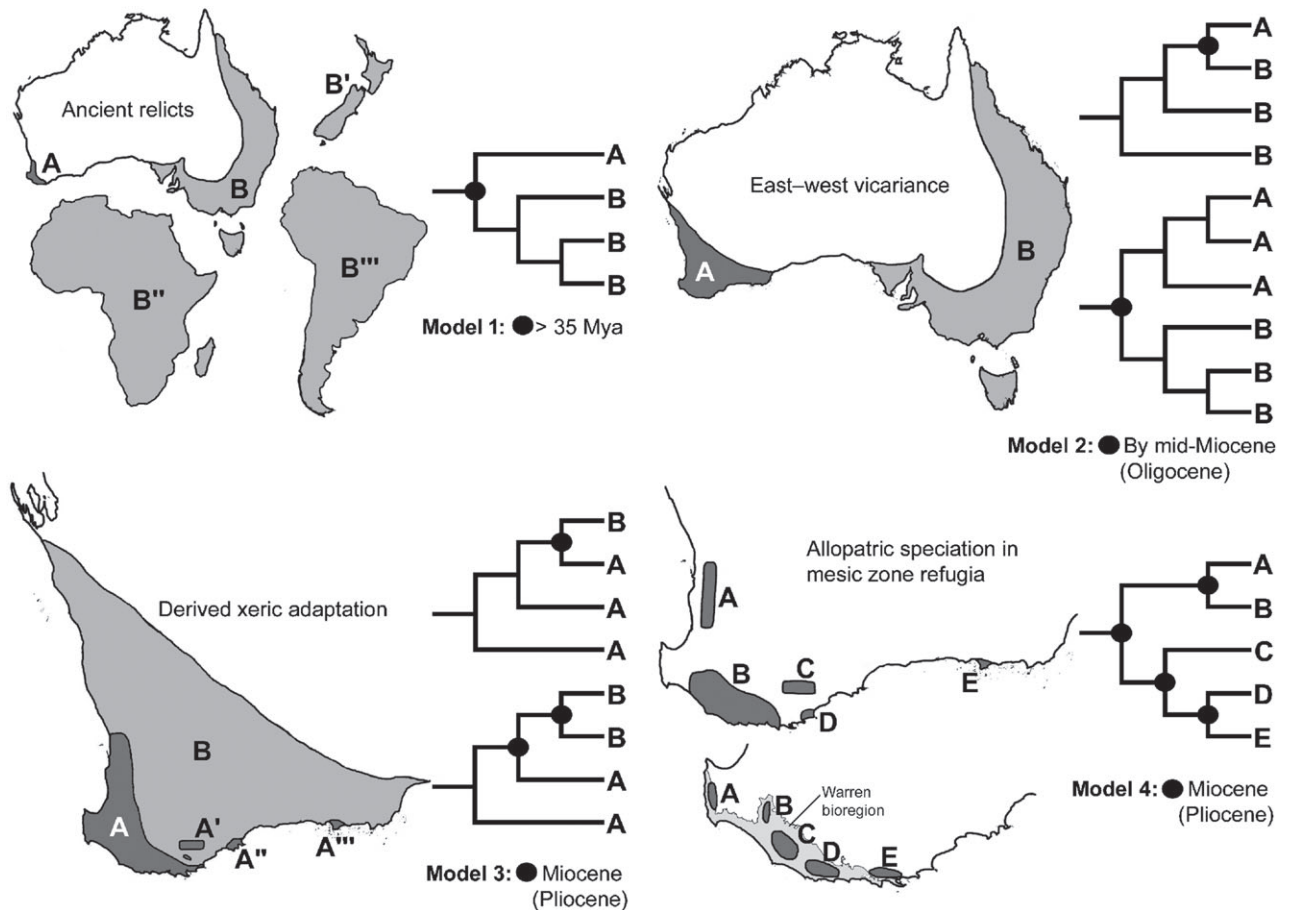 Ancient relicts
A
B
B'
B''
B'''
A
B
B
B
Model 1: ● > 35 Mya
East–west vicariance
A
B
A
B
B
B
A
A
A
B
B
B
Model 2: ● By mid-Miocene
(Oligocene)
Derived xeric adaptation
B
A
A'
A''
A'''
B
A
A
A
B
B
A
A
Model 3: ● Miocene
(Pliocene)
Allopatric speciation in
mesic zone refugia
A
B
C
D
E
Warren
bioregion
A
B
C
D
E
A
B
C
D
E
Model 4: ● Miocene
(Pliocene)